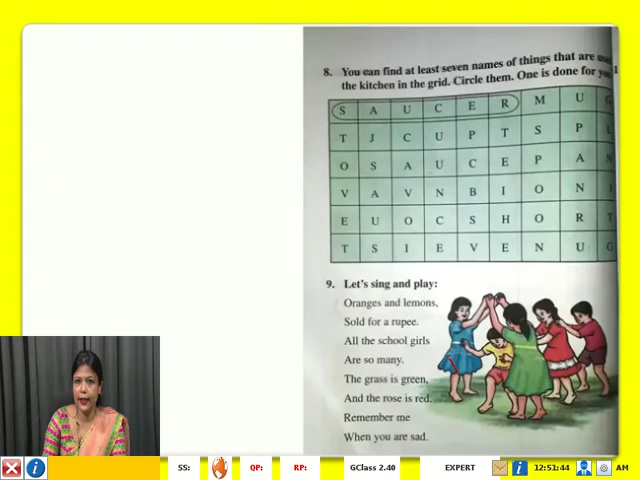 8. You can find at least seven names of things that are
the kitchen in the grid. Circle them. One is done for
S A U C E R M U G
T J C U P T S P
O S A U C E P A N
V A V N B I O N
E U O C S H O R T
T S I E V E N U G
9. Let's sing and play:
Oranges and lemons,
Sold for a rupee.
All the school girls
Are so many.
The grass is green,
And the rose is red.
Remember me
When you are sad.
SS: QP: RP: GClass 2.40 EXPERT 12:51:44 AM